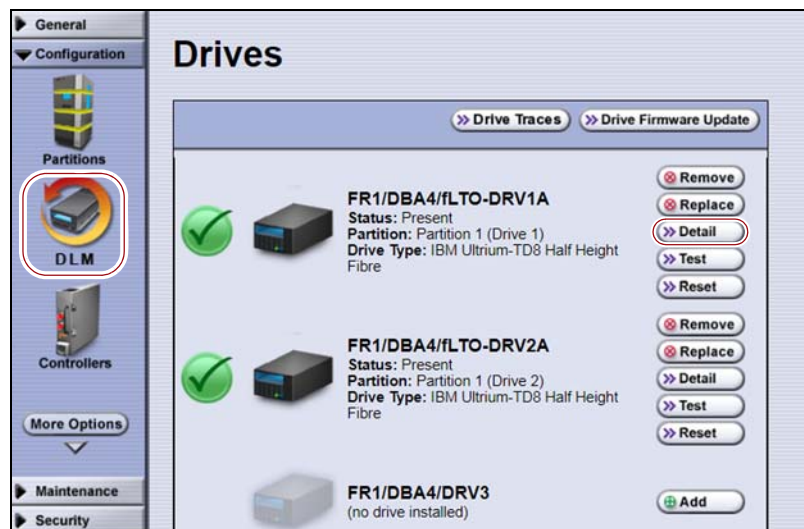 General
Configuration
Partitions
DLM
Controllers
More Options
Maintenance
Security
Drives
Drive Traces
Drive Firmware Update
FR1/DBA4/fLTO-DRV1A
Status: Present
Partition: Partition 1 (Drive 1)
Drive Type: IBM Ultrium-TD8 Half Height
Fibre
Remove
Replace
Detail
Test
Reset
FR1/DBA4/fLTO-DRV2A
Status: Present
Partition: Partition 1 (Drive 2)
Drive Type: IBM Ultrium-TD8 Half Height
Fibre
Remove
Replace
Detail
Test
Reset
FR1/DBA4/DRV3
(no drive installed)
Add